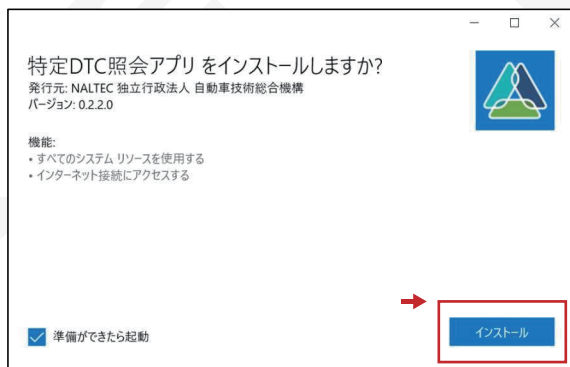 特定DTC照会アプリ をインストールしますか?
発行元: NALTEC 独立行政法人 自動車技術総合機構
バージョン: 0.2.2.0
機能:
• すべてのシステム リソースを使用する
• インターネット接続にアクセスする
準備ができたら起動
インストール